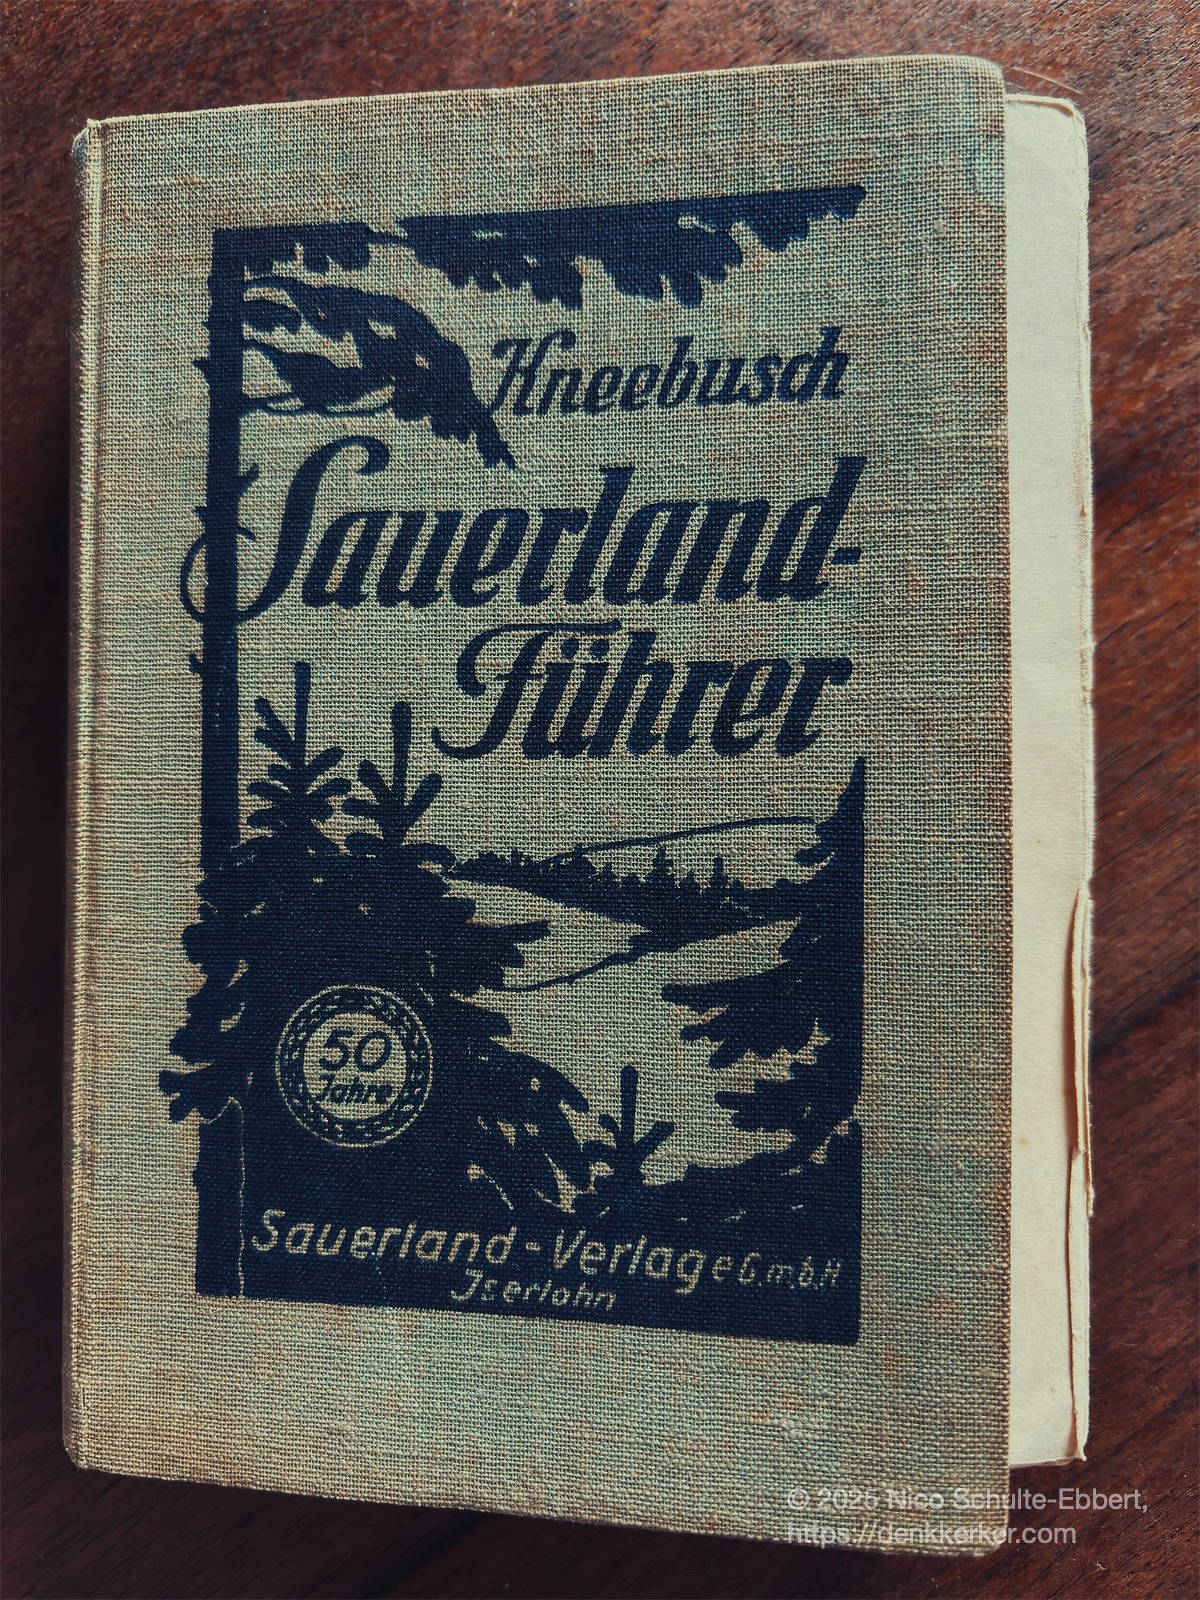 Kneebusch
Sauerland-
Führer
50
Jahre
Sauerland-Verlag G.m.b.H
Iserlohn
© 2025 Nico Schulte-Ebbert,
https://denkkerker.com